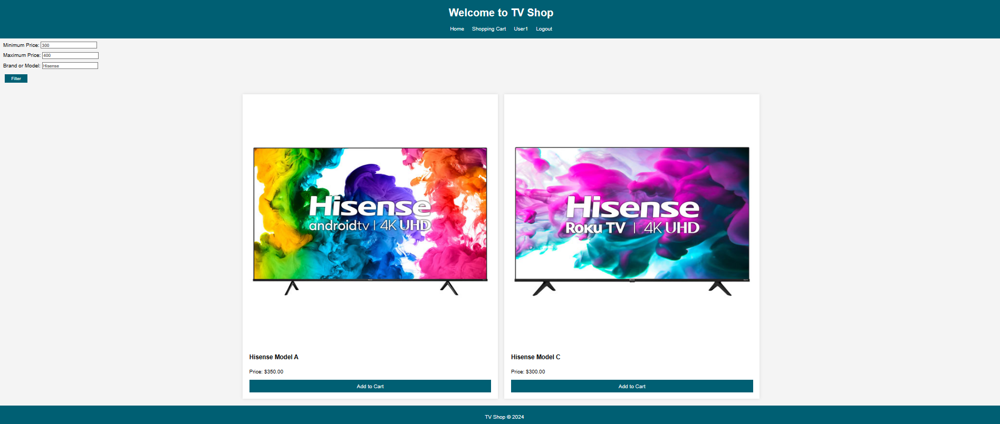 Welcome to TV Shop
Home Shopping Cart User1 Logout
Minimum Price: 300
Maximum Price: 400
Brand or Model: Hisense
Filter
Hisense
androidtv | 4K UHD
Hisense
Roku TV | 4K UHD
Hisense Model A
Price: $350.00
Add to Cart
Hisense Model C
Price: $300.00
Add to Cart
TV Shop © 2024